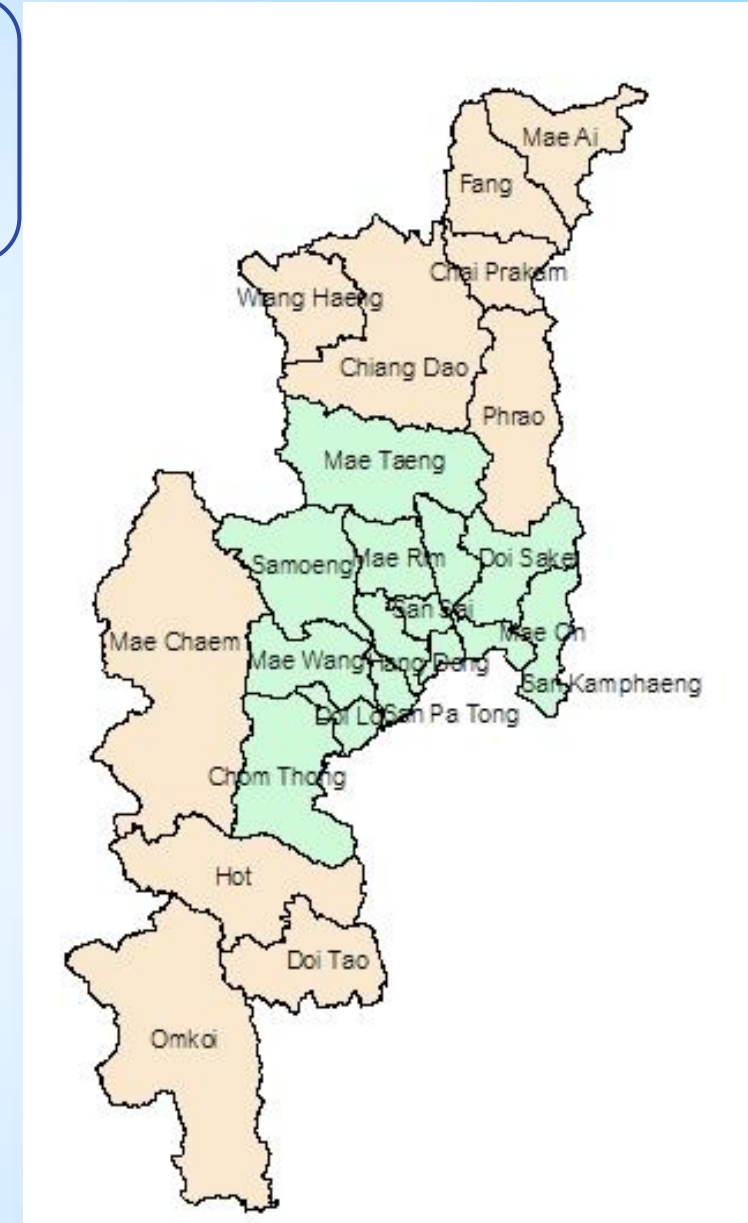 Mae Ai
Fang
Chai Prakarn
Wiang Haeng
Chiang Dao
Phrao
Mae Taeng
Samoeng
Mae Rim
Doi Saket
San Sai
Mae On
Mae Chaem
Mae Wang
Hang Dong
San Kamphaeng
Doi Lo
San Pa Tong
Chom Thong
Hot
Doi Tao
Omkoi